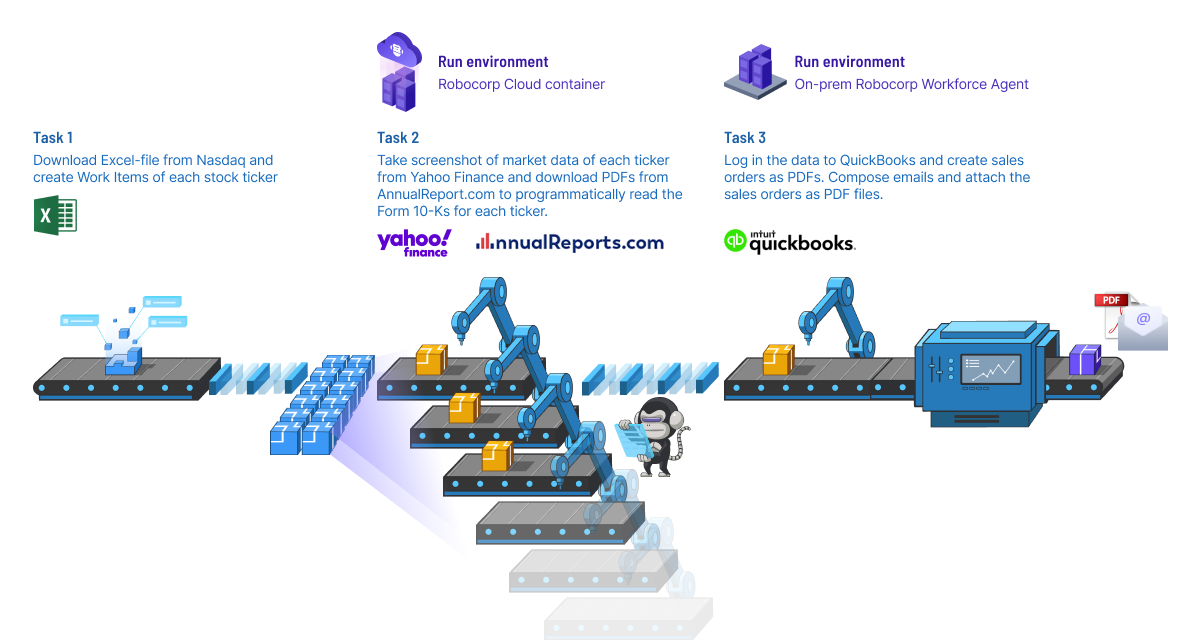 Run environment
Robocorp Cloud container
Run environment
On-prem Robocorp Workforce Agent
Task 1
Download Excel-file from Nasdaq and
create Work Items of each stock ticker
X
Task 2
Take screenshot of market data of each ticker
from Yahoo Finance and download PDFs from
AnnualReport.com to programmatically read the
Form 10-Ks for each ticker.
yahoo!
finance
nnualReports.com
Task 3
Log in the data to QuickBooks and create sales
orders as PDFs. Compose emails and attach the
sales orders as PDF files.
qb
intuit
quickbooks.
PDF
@